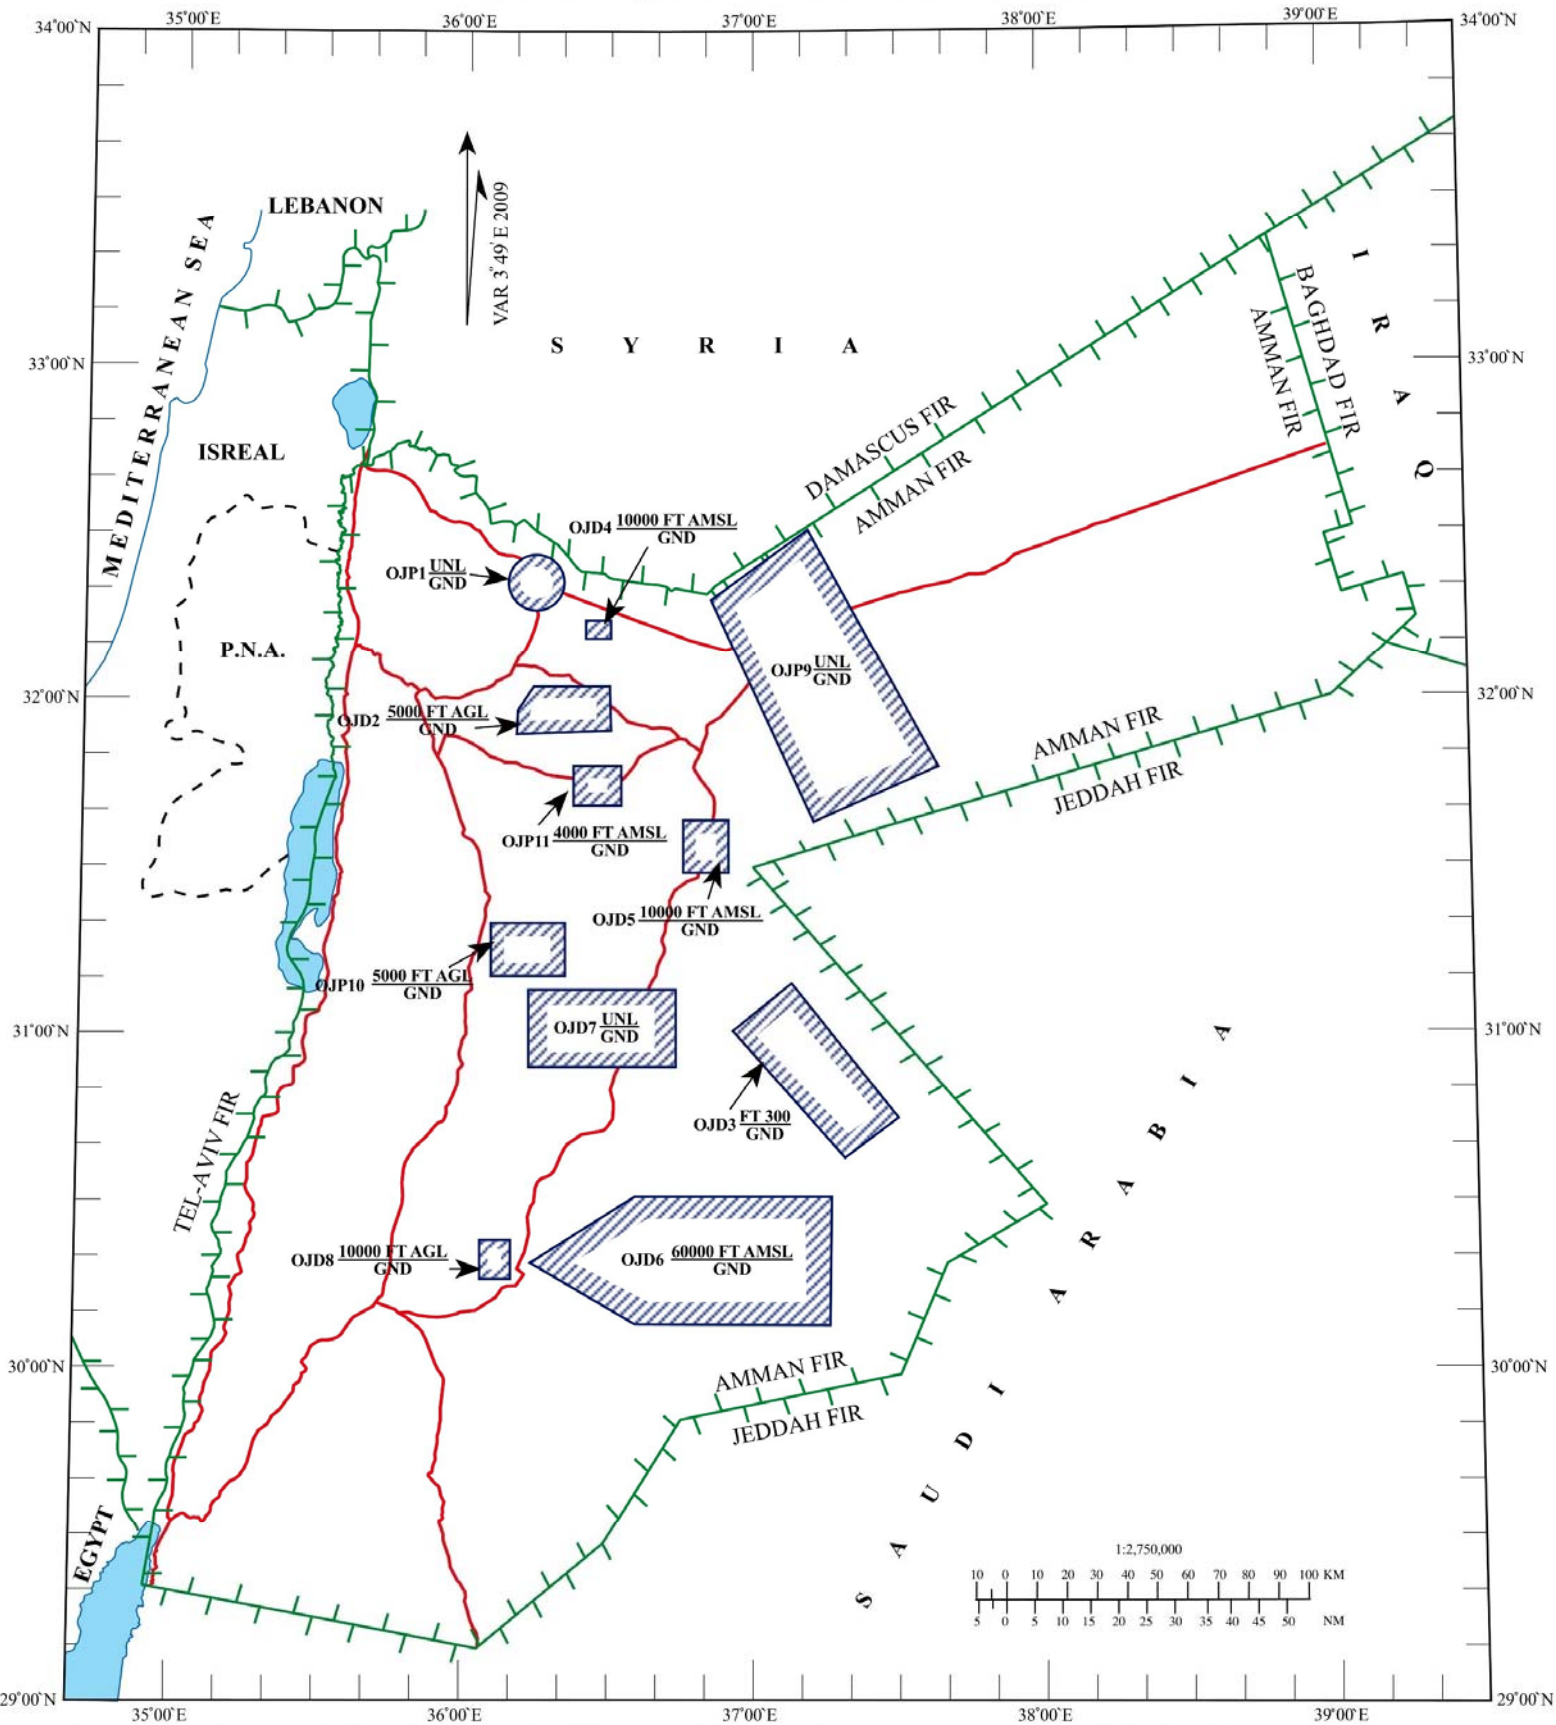 35°00'E 36°00'E 37°00'E 38°00'E 39°00'E
34°00'N 34°00'N
LEBANON
MEDITERRANEAN SEA
VAR 3°49' E 2009
SYRIA
IRAQ
BAGHDAD FIR
AMMAN FIR
33°00'N 33°00'N
DAMASCUS FIR
AMMAN FIR
ISREAL
OJD4 10000 FT AMSL
GND
OJP1 UNL
GND
P.N.A.
OJP9 UNL
GND
32°00'N 32°00'N
OJD2 5000 FT AGL
GND
AMMAN FIR
JEDDAH FIR
OJP11 4000 FT AMSL
GND
OJD5 10000 FT AMSL
GND
OJP10 5000 FT AGL
GND
31°00'N 31°00'N
OJD7 UNL
GND
OJD3 FT 300
GND
TEL-AVIV FIR
SAUDI ARABIA
OJD8 10000 FT AGL
GND
OJD6 60000 FT AMSL
GND
30°00'N 30°00'N
AMMAN FIR
JEDDAH FIR
EGYPT
1:2,750,000
10 0 10 20 30 40 50 60 70 80 90 100 KM
5 0 5 10 15 20 25 30 35 40 45 50 NM
29°00'N 29°00'N
35°00'E 36°00'E 37°00'E 38°00'E 39°00'E